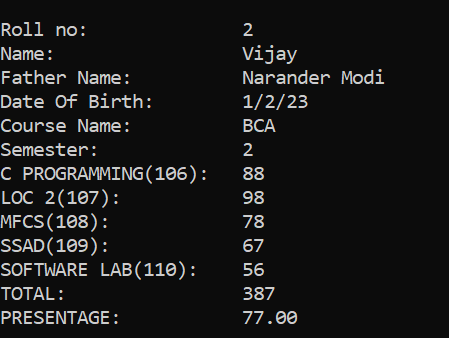 Roll no: 2
Name: Vijay
Father Name: Narander Modi
Date Of Birth: 1/2/23
Course Name: BCA
Semester: 2
C PROGRAMMING(106): 88
LOC 2(107): 98
MFCS(108): 78
SSAD(109): 67
SOFTWARE LAB(110): 56
TOTAL: 387
PRESENTAGE: 77.00